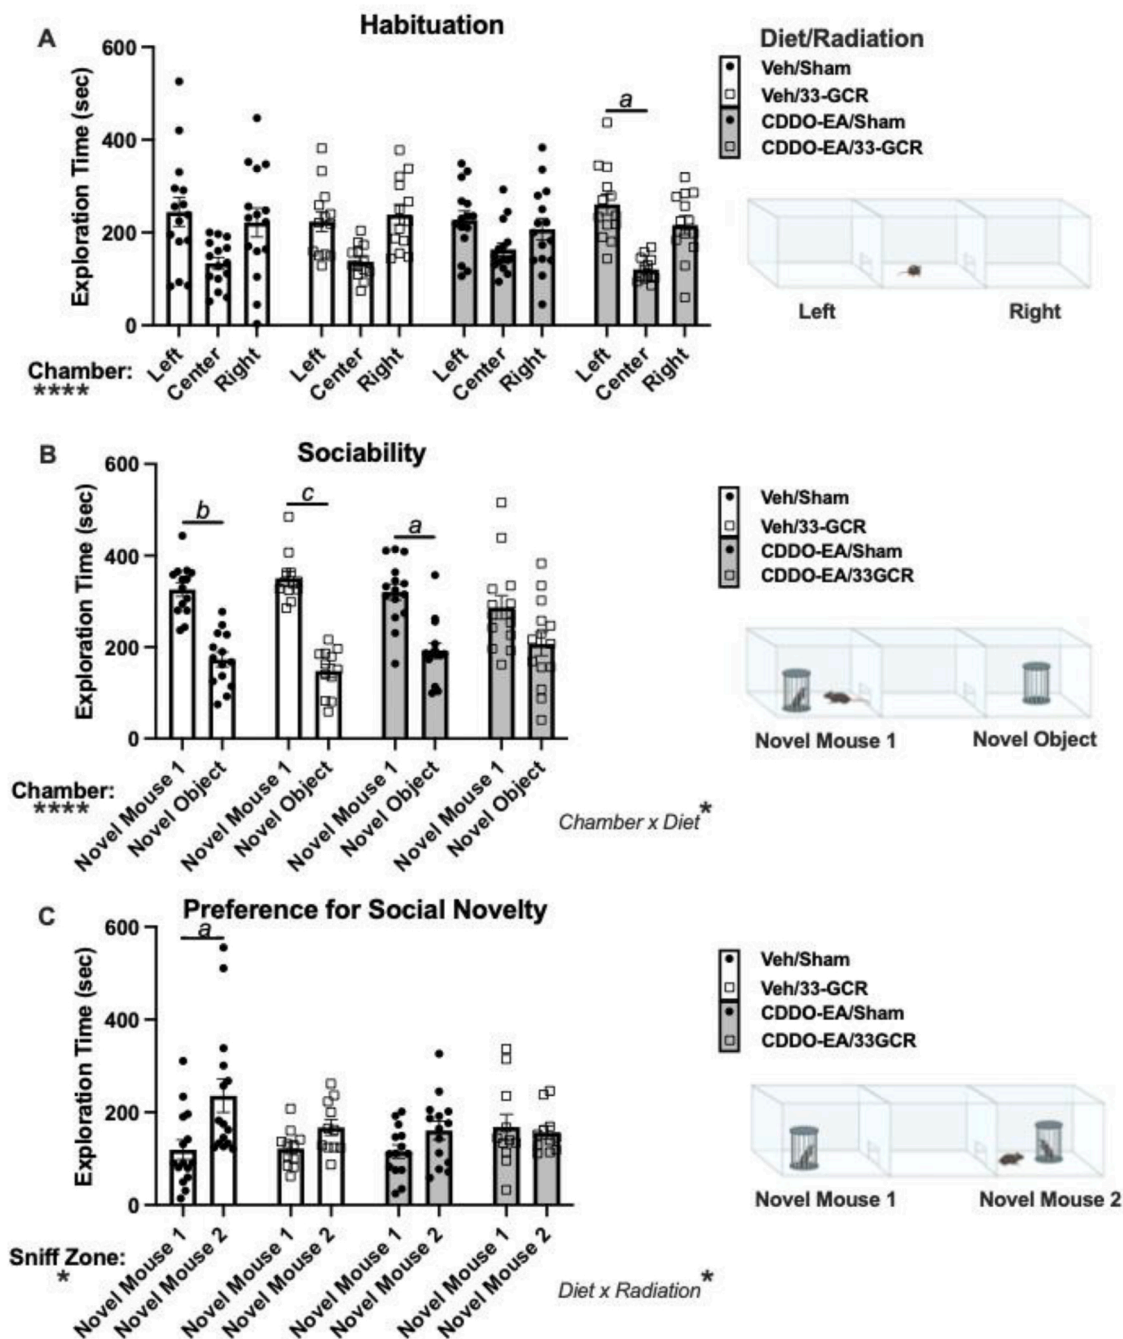 A
Habituation
Exploration Time (sec)
600
400
200
0
a
Left
Center
Right
Left
Center
Right
Left
Center
Right
Left
Center
Right
Chamber:
****
Diet/Radiation
Veh/Sham
Veh/33-GCR
CDDO-EA/Sham
CDDO-EA/33-GCR
Left
Right
B
Sociability
Exploration Time (sec)
600
400
200
0
b
c
a
Novel Mouse 1
Novel Object
Novel Mouse 1
Novel Object
Novel Mouse 1
Novel Object
Novel Mouse 1
Novel Object
Chamber:
****
Chamber x Diet*
Veh/Sham
Veh/33-GCR
CDDO-EA/Sham
CDDO-EA/33GCR
Novel Mouse 1
Novel Object
C
Preference for Social Novelty
Exploration Time (sec)
600
400
200
0
a
Novel Mouse 1
Novel Mouse 2
Novel Mouse 1
Novel Mouse 2
Novel Mouse 1
Novel Mouse 2
Novel Mouse 1
Novel Mouse 2
Sniff Zone:
*
Diet x Radiation*
Veh/Sham
Veh/33-GCR
CDDO-EA/Sham
CDDO-EA/33GCR
Novel Mouse 1
Novel Mouse 2